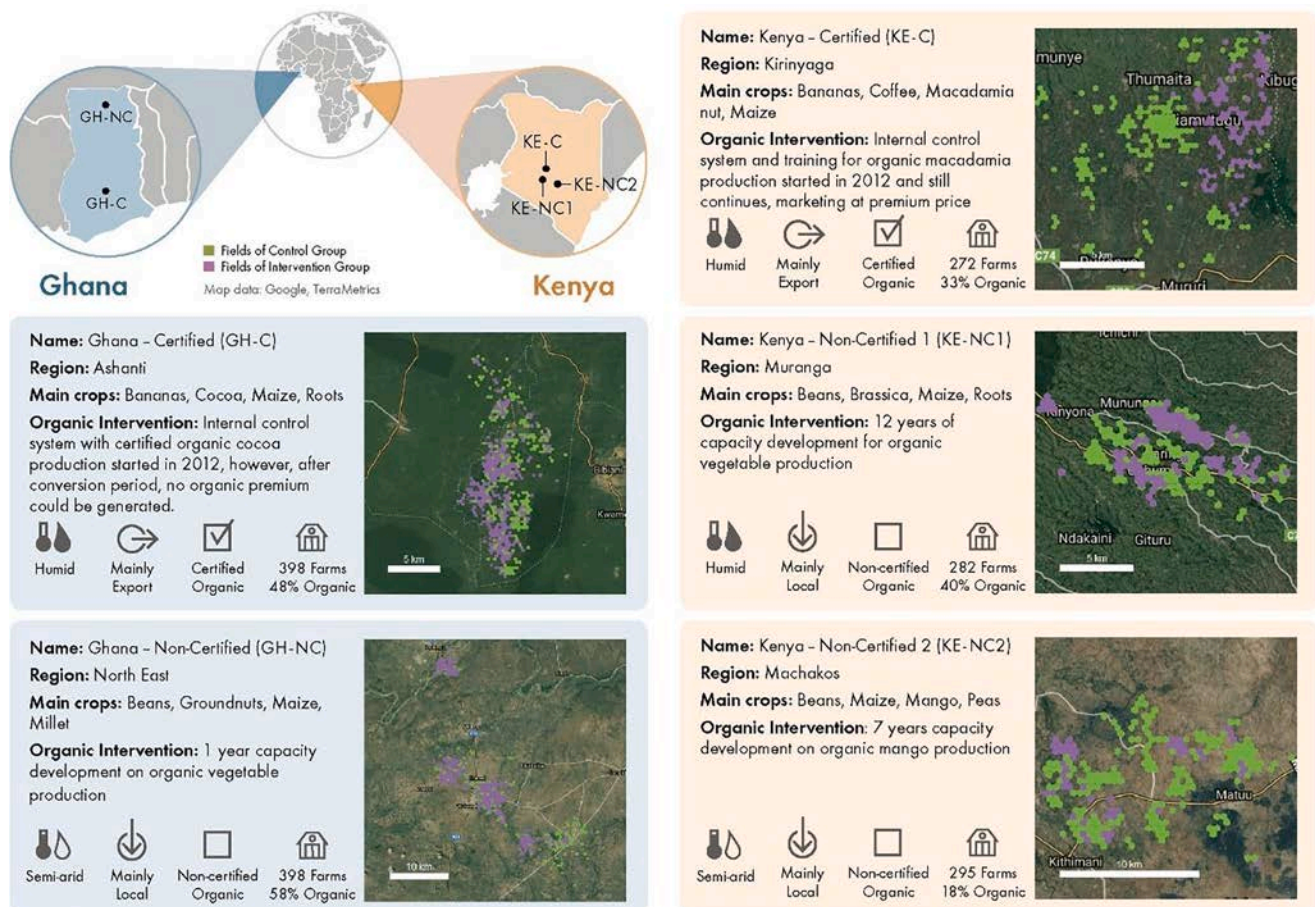 GH-NC
GH-C
KE-C
KE-NC2
KE-NC1
Fields of Control Group
Fields of Intervention Group
Map data: Google, TerraMetrics
Ghana
Kenya
Name: Kenya – Certified (KE-C)
Region: Kirinyaga
Main crops: Bananas, Coffee, Macadamia
nut, Maize
Organic Intervention: Internal control
system and training for organic macadamia
production started in 2012 and still
continues, marketing at premium price
Humid
Mainly
Export
Certified
Organic
272 Farms
33% Organic
munye
Thumaita
Kibug
iamutugu
C74
5 km
Mururi
Name: Ghana – Certified (GH-C)
Region: Ashanti
Main crops: Bananas, Cocoa, Maize, Roots
Organic Intervention: Internal control
system with certified organic cocoa
production started in 2012, however, after
conversion period, no organic premium
could be generated.
Humid
Mainly
Export
Certified
Organic
398 Farms
48% Organic
Bibiani
Kwame
5 km
Name: Kenya – Non-Certified 1 (KE-NC1)
Region: Muranga
Main crops: Beans, Brassica, Maize, Roots
Organic Intervention: 12 years of
capacity development for organic
vegetable production
Humid
Mainly
Local
Non-certified
Organic
282 Farms
40% Organic
Kinyona
Mununga
Ndakaini
Gituru
5 km
Name: Ghana – Non-Certified (GH-NC)
Region: North East
Main crops: Beans, Groundnuts, Maize,
Millet
Organic Intervention: 1 year capacity
development on organic vegetable
production
Semi-arid
Mainly
Local
Non-certified
Organic
398 Farms
58% Organic
10 km
Name: Kenya – Non-Certified 2 (KE-NC2)
Region: Machakos
Main crops: Beans, Maize, Mango, Peas
Organic Intervention: 7 years capacity
development on organic mango production
Semi-arid
Mainly
Local
Non-certified
Organic
295 Farms
18% Organic
Matuu
Kithimani
10 km